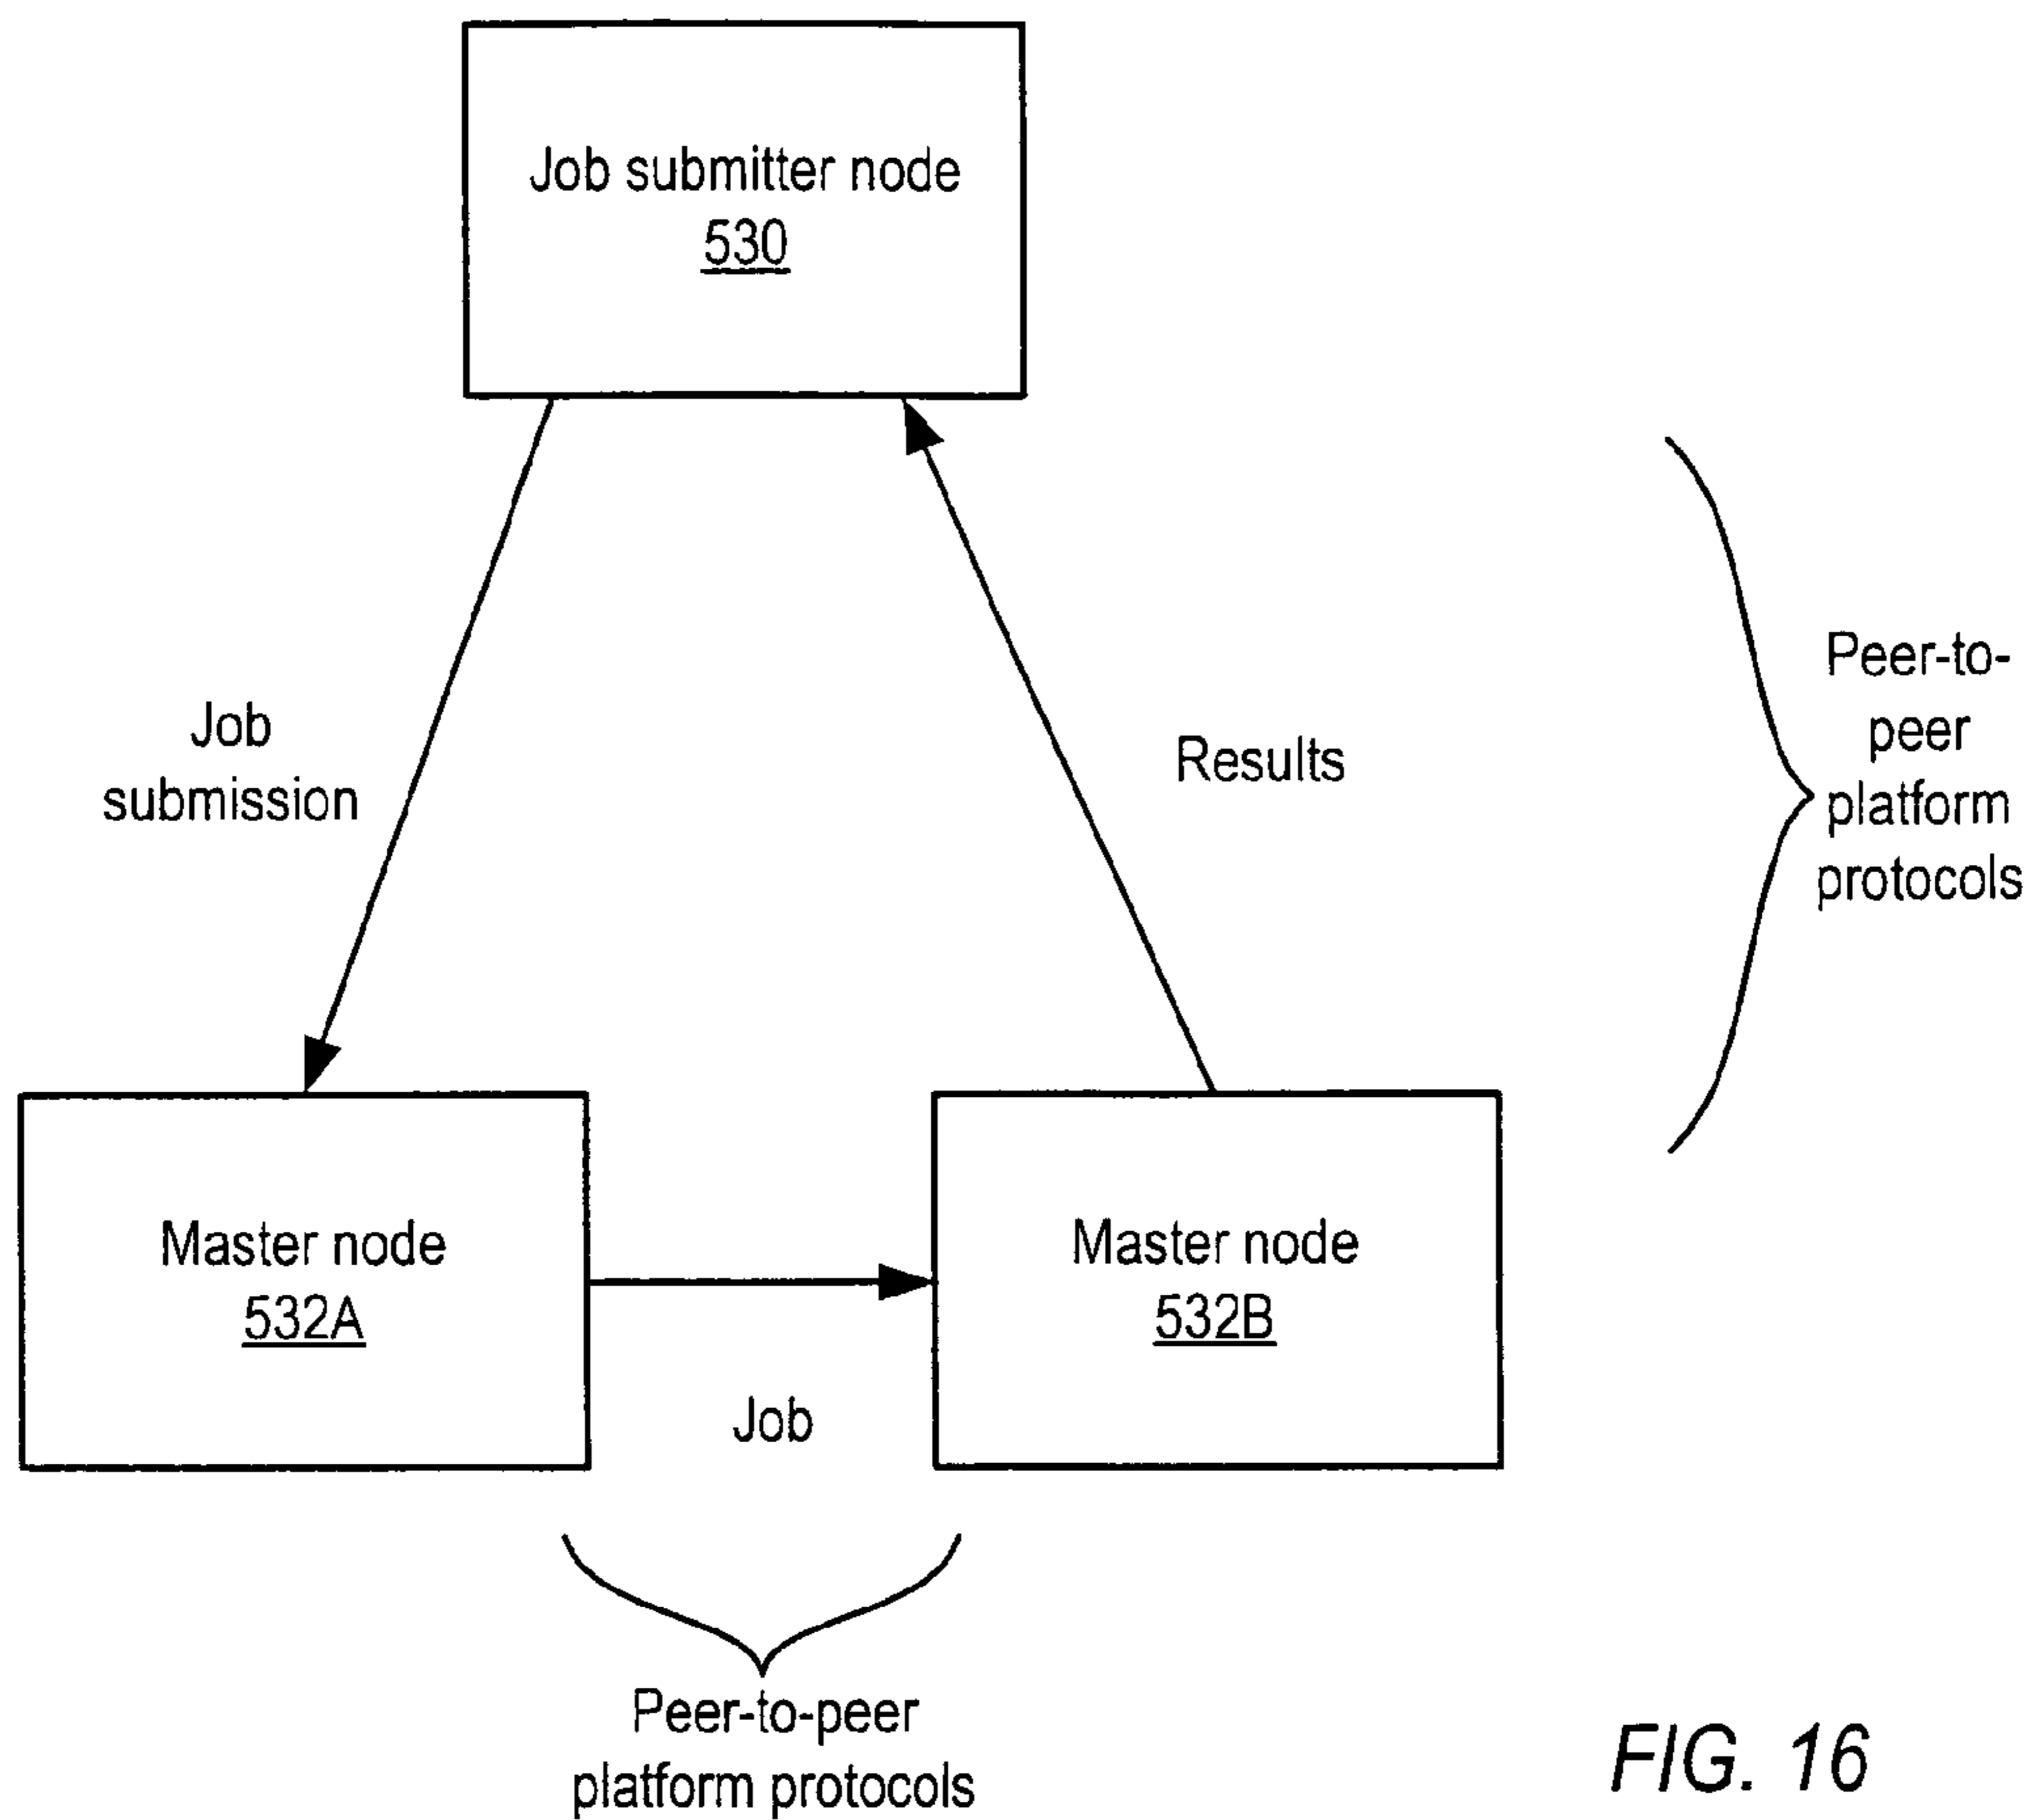 Job submitter node
530
Job
submission
Results
Peer-to-
peer
platform
protocols
Master node
532A
Job
Master node
532B
Peer-to-peer
platform protocols
FIG. 16